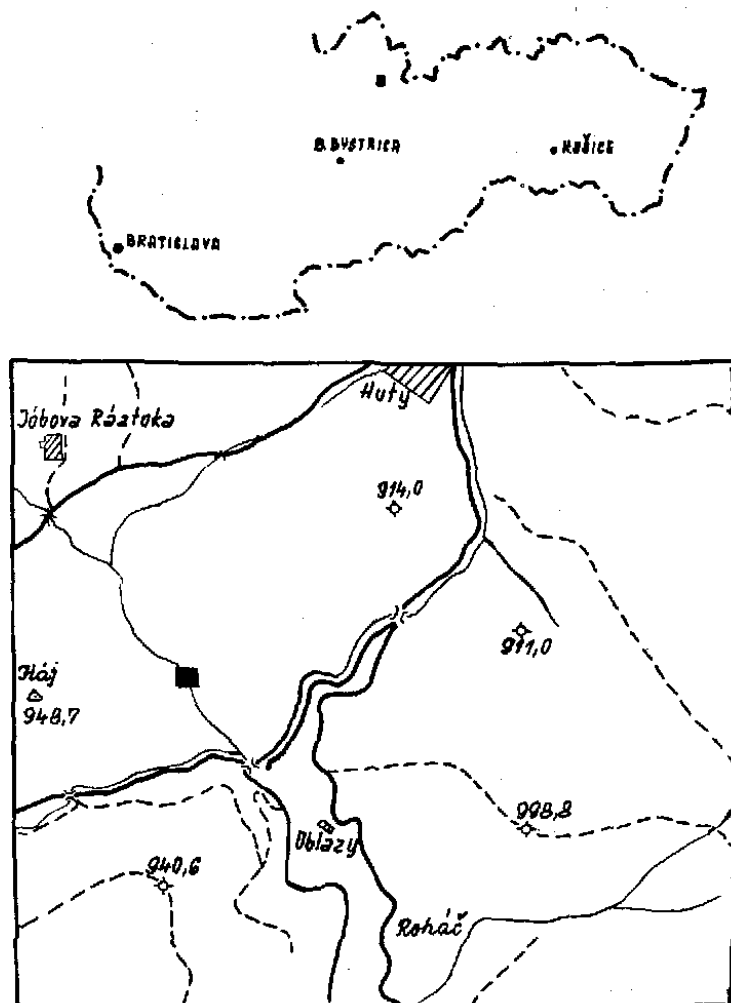 B.BYSTRICA
KOŠICE
BRATISLAVA
Huty
Jóbova Ráztoka
914,0
911,0
Háj
948,7
998,8
Oblazy
940,6
Roháč